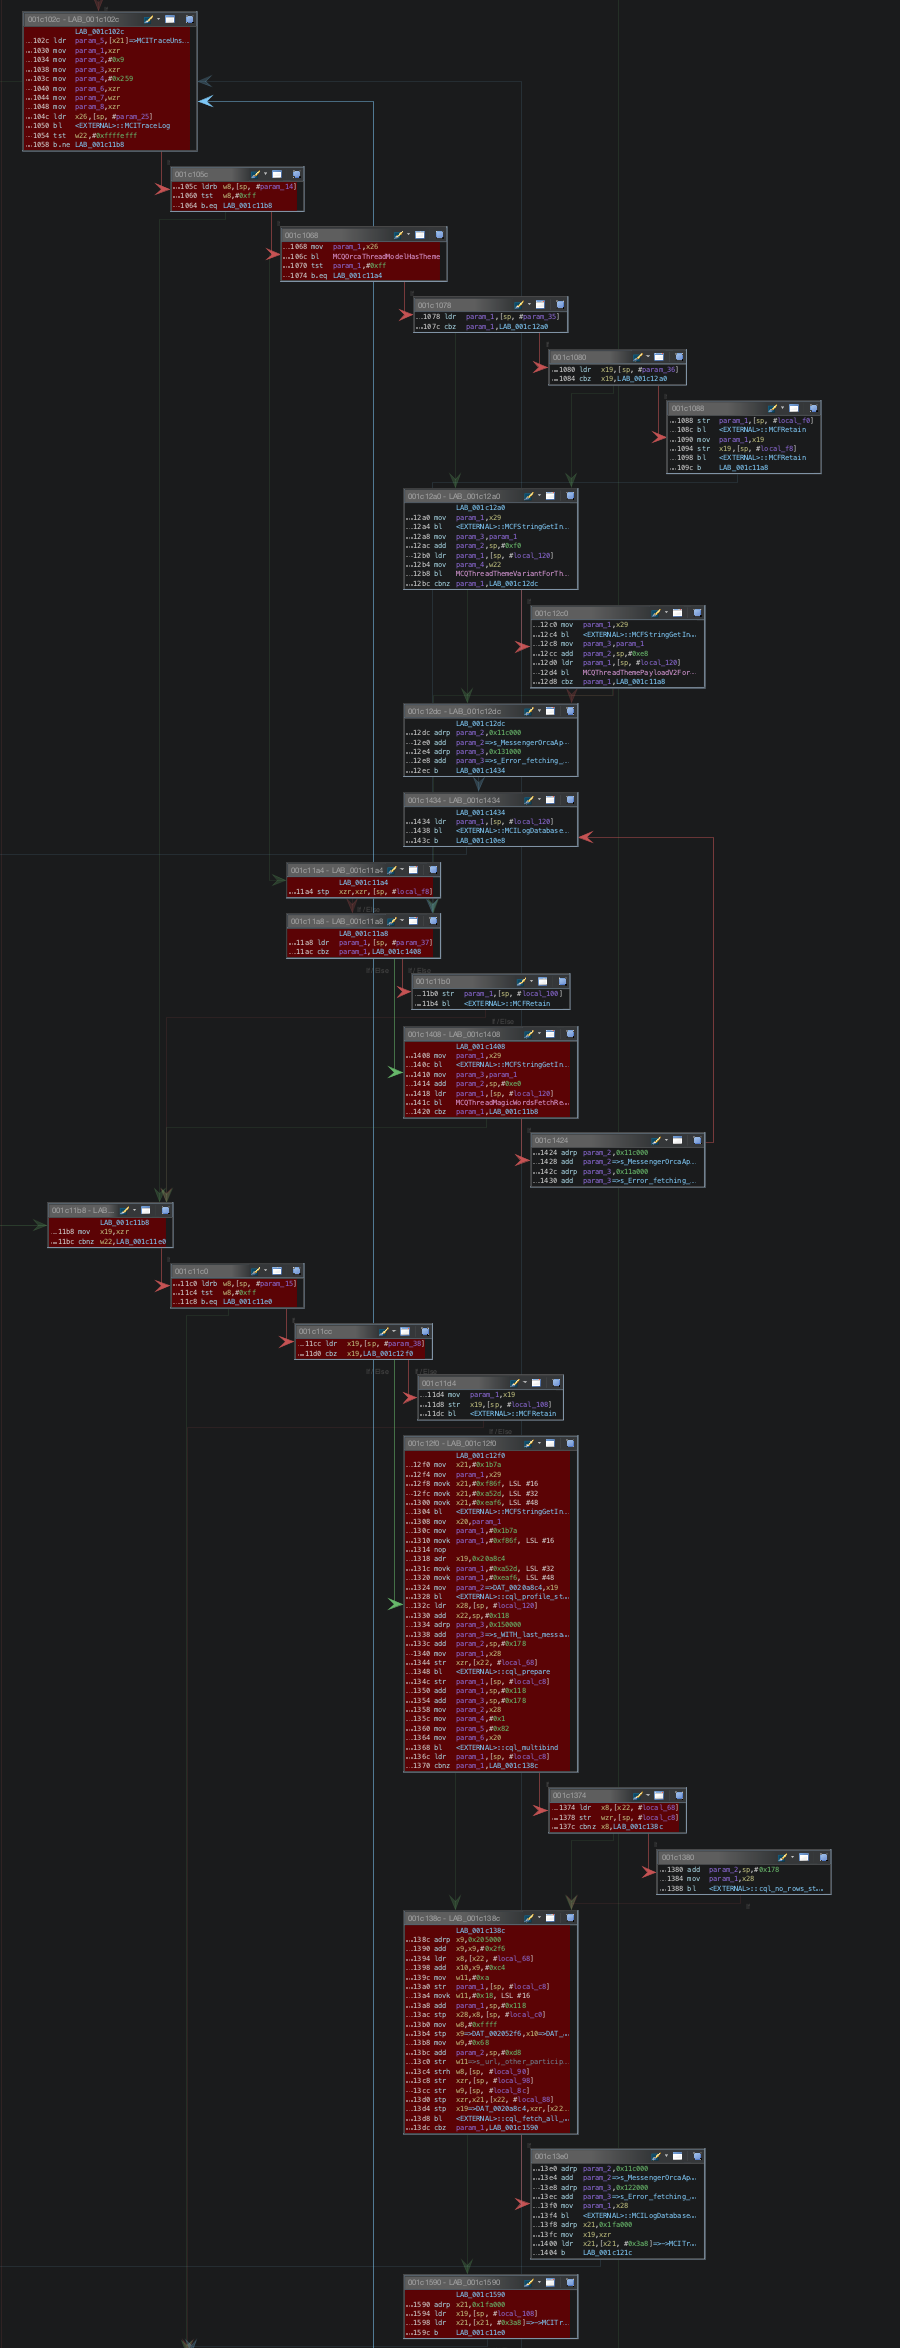 001c102c - LAB_001c102c
LAB_001c102c
...102c ldr param_5,[x21]=>MCITraceUns...
...1030 mov param_1,xzr
...1034 mov param_2,#0x9
...1038 mov param_3,xzr
...103c mov param_4,#0x259
...1040 mov param_6,xzr
...1044 mov param_7,wzr
...1048 mov param_8,xzr
...104c ldr x26,[sp, #param_25]
...1050 bl <EXTERNAL>::MCITraceLog
...1054 tst w22,#0xffffefff
...1058 b.ne LAB_001c11b8
001c105c
...105c ldrb w8,[sp, #param_14]
...1060 tst w8,#0xff
...1064 b.eq LAB_001c11b8
001c1068
...1068 mov param_1,x26
...106c bl MCQOrcaThreadModelHasTheme
...1070 tst param_1,#0xff
...1074 b.eq LAB_001c11a4
001c1078
...1078 ldr param_1,[sp, #param_35]
...107c cbz param_1,LAB_001c12a0
001c1080
...1080 ldr x19,[sp, #param_36]
...1084 cbz x19,LAB_001c12a0
001c1088
...1088 str param_1,[sp, #local_f0]
...108c bl <EXTERNAL>::MCFRetain
...1090 mov param_1,x19
...1094 str x19,[sp, #local_f8]
...1098 bl <EXTERNAL>::MCFRetain
...109c b LAB_001c11a8
001c12a0 - LAB_001c12a0
LAB_001c12a0
...12a0 mov param_1,x29
...12a4 bl <EXTERNAL>::MCFStringGetIn...
...12a8 mov param_3,param_1
...12ac add param_2,sp,#0xf0
...12b0 ldr param_1,[sp, #local_120]
...12b4 mov param_4,w22
...12b8 bl MCQThreadThemeVariantForTh...
...12bc cbnz param_1,LAB_001c12dc
001c12c0
...12c0 mov param_1,x29
...12c4 bl <EXTERNAL>::MCFStringGetIn...
...12c8 mov param_3,param_1
...12cc add param_2,sp,#0xe8
...12d0 ldr param_1,[sp, #local_120]
...12d4 bl MCQThreadThemePayloadV2For...
...12d8 cbz param_1,LAB_001c11a8
001c12dc - LAB_001c12dc
LAB_001c12dc
...12dc adrp param_2,0x11c000
...12e0 add param_2=>s_MessengerOrcaAp...
...12e4 adrp param_3,0x131000
...12e8 add param_3=>s_Error_fetching_...
...12ec b LAB_001c1434
001c1434 - LAB_001c1434
LAB_001c1434
...1434 ldr param_1,[sp, #local_120]
...1438 bl <EXTERNAL>::MCILogDatabase...
...143c b LAB_001c10e8
001c11a4 - LAB_001c11a4
LAB_001c11a4
...11a4 stp xzr,xzr,[sp, #local_f8]
If / Else
001c11a8 - LAB_001c11a8
LAB_001c11a8
...11a8 ldr param_1,[sp, #param_37]
...11ac cbz param_1,LAB_001c1408
If / Else
If / Else
001c11b0
...11b0 str param_1,[sp, #local_100]
...11b4 bl <EXTERNAL>::MCFRetain
If / Else
001c1408 - LAB_001c1408
LAB_001c1408
...1408 mov param_1,x29
...140c bl <EXTERNAL>::MCFStringGetIn...
...1410 mov param_3,param_1
...1414 add param_2,sp,#0xe0
...1418 ldr param_1,[sp, #local_120]
...141c bl MCQThreadMagicWordsFetchRe...
...1420 cbz param_1,LAB_001c11b8
001c1424
...1424 adrp param_2,0x11c000
...1428 add param_2=>s_MessengerOrcaAp...
...142c adrp param_3,0x11a000
...1430 add param_3=>s_Error_fetching_...
001c11b8 - LAB...
LAB_001c11b8
...11b8 mov x19,xzr
...11bc cbnz w22,LAB_001c11e0
001c11c0
...11c0 ldrb w8,[sp, #param_15]
...11c4 tst w8,#0xff
...11c8 b.eq LAB_001c11e0
001c11cc
...11cc ldr x19,[sp, #param_38]
...11d0 cbz x19,LAB_001c12f0
If / Else
If / Else
001c11d4
...11d4 mov param_1,x19
...11d8 str x19,[sp, #local_108]
...11dc bl <EXTERNAL>::MCFRetain
If / Else
001c12f0 - LAB_001c12f0
LAB_001c12f0
...12f0 mov x21,#0x1b7a
...12f4 mov param_1,x29
...12f8 movk x21,#0xf86f, LSL #16
...12fc movk x21,#0xa52d, LSL #32
...1300 movk x21,#0xeaf6, LSL #48
...1304 bl <EXTERNAL>::MCFStringGetIn...
...1308 mov x20,param_1
...130c mov param_1,#0x1b7a
...1310 movk param_1,#0xf86f, LSL #16
...1314 nop
...1318 adr x19,0x20a8c4
...131c movk param_1,#0xa52d, LSL #32
...1320 movk param_1,#0xeaf6, LSL #48
...1324 mov param_2=>DAT_0020a8c4,x19
...1328 bl <EXTERNAL>::cql_profile_st...
...132c ldr x28,[sp, #local_120]
...1330 add x22,sp,#0x118
...1334 adrp param_3,0x150000
...1338 add param_3=>s_WITH_last_messa...
...133c add param_2,sp,#0x178
...1340 mov param_1,x28
...1344 str xzr,[x22, #local_68]
...1348 bl <EXTERNAL>::cql_prepare
...134c str param_1,[sp, #local_c8]
...1350 add param_1,sp,#0x118
...1354 add param_3,sp,#0x178
...1358 mov param_2,x28
...135c mov param_4,#0x1
...1360 mov param_5,#0x82
...1364 mov param_6,x20
...1368 bl <EXTERNAL>::cql_multibind
...136c ldr param_1,[sp, #local_c8]
...1370 cbnz param_1,LAB_001c138c
001c1374
...1374 ldr x8,[x22, #local_68]
...1378 str wzr,[sp, #local_c8]
...137c cbnz x8,LAB_001c138c
001c1380
...1380 add param_2,sp,#0x178
...1384 mov param_1,x28
...1388 bl <EXTERNAL>::cql_no_rows_st...
001c138c - LAB_001c138c
LAB_001c138c
...138c adrp x9,0x205000
...1390 add x9,x9,#0x2f6
...1394 ldr x8,[x22, #local_68]
...1398 add x10,x9,#0xc4
...139c mov w11,#0xa
...13a0 str param_1,[sp, #local_c8]
...13a4 movk w11,#0x18, LSL #16
...13a8 add param_1,sp,#0x118
...13ac stp x28,x8,[sp, #local_c0]
...13b0 mov w8,#0xffff
...13b4 stp x9=>DAT_002052f6,x10=>DAT_...
...13b8 mov w9,#0x68
...13bc add param_2,sp,#0xd8
...13c0 str w11=>s_url,_other_particip...
...13c4 strh w8,[sp, #local_90]
...13c8 str xzr,[sp, #local_98]
...13cc str w9,[sp, #local_8c]
...13d0 stp xzr,x21,[x22, #local_88]
...13d4 stp x19=>DAT_0020a8c4,xzr,[x22...
...13d8 bl <EXTERNAL>::cql_fetch_all_...
...13dc cbz param_1,LAB_001c1590
001c13e0
...13e0 adrp param_2,0x11c000
...13e4 add param_2=>s_MessengerOrcaAp...
...13e8 adrp param_3,0x122000
...13ec add param_3=>s_Error_fetching_...
...13f0 mov param_1,x28
...13f4 bl <EXTERNAL>::MCILogDatabase...
...13f8 adrp x21,0x1fa000
...13fc mov x19,xzr
...1400 ldr x21,[x21, #0x3a8]=>->MCITr...
...1404 b LAB_001c121c
001c1590 - LAB_001c1590
LAB_001c1590
...1590 adrp x21,0x1fa000
...1594 ldr x19,[sp, #local_108]
...1598 ldr x21,[x21, #0x3a8]=>->MCITr...
...159c b LAB_001c11e0